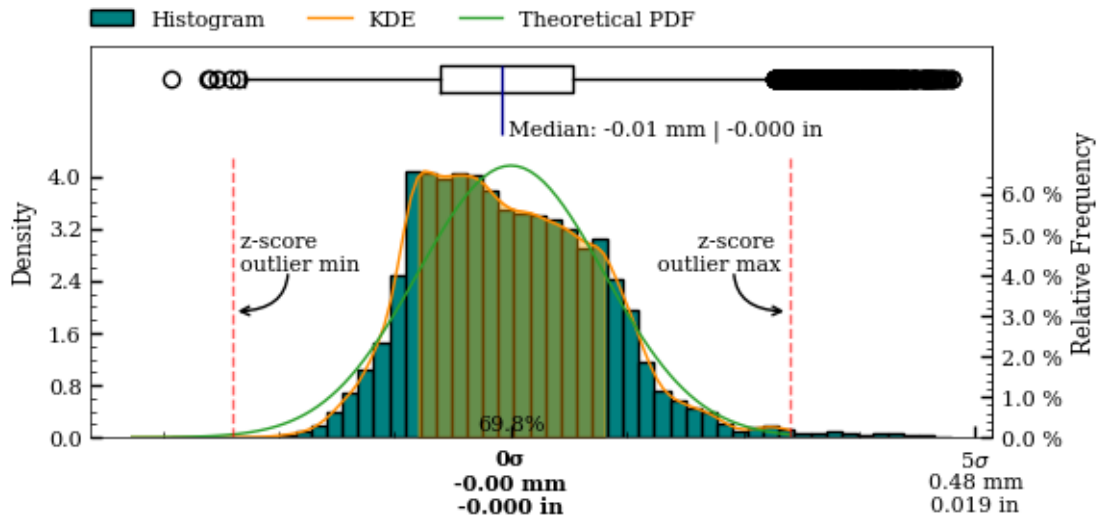 Histogram KDE Theoretical PDF
Median: -0.01 mm | -0.000 in
Density
4.0
3.2
2.4
1.6
0.8
0.0
z-score
outlier min
z-score
outlier max
69.8%
Relative Frequency
6.0 %
5.0 %
4.0 %
3.0 %
2.0 %
1.0 %
0.0 %
0σ
-0.00 mm
-0.000 in
5σ
0.48 mm
0.019 in